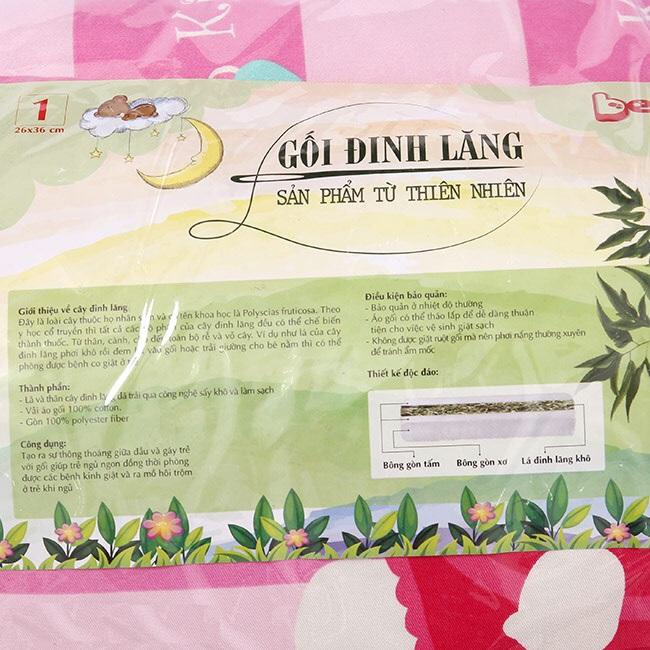 K
1
26x36 cm
Be
GỐI ĐINH LĂNG
SẢN PHẨM TỪ THIÊN NHIÊN
Giới thiệu về cây đinh lăng:
Đây là loài cây thuộc họ nhân sâm và có tên khoa học là Polyscias fruticosa. Theo
y học cổ truyền thì tất cả các bộ phận của cây đinh lăng đều có thể chế biến
thành thuốc. Từ thân, cành, đến toàn bộ rễ và vỏ cây. Ví dụ như lá của cây
đinh lăng phơi khô rồi đem vào gối hoặc trải giường cho bé nằm thì có thể
phòng được bệnh co giật ở
Thành phần:
- Lá và thân cây đinh lăng đã trải qua công nghệ sấy khô và làm sạch
- Vải áo gối 100% cotton.
- Gòn 100% polyester fiber
Công dụng:
Tạo ra sự thông thoáng giữa đầu và gáy trẻ
với gối giúp trẻ ngủ ngon đồng thời phòng
được các bệnh kinh giật và ra mồ hôi trộm
ở trẻ khi ngủ
Điều kiện bảo quản:
- Bảo quản ở nhiệt độ thường
- Áo gối có thể tháo lắp để dễ dàng thuận
tiện cho việc vệ sinh giặt sạch
- Không được giặt ruột gối mà nên phơi nắng thường xuyên
để tránh ẩm mốc
Thiết kế độc đáo:
Bông gòn tấm Bông gòn xơ Lá đinh lăng khô